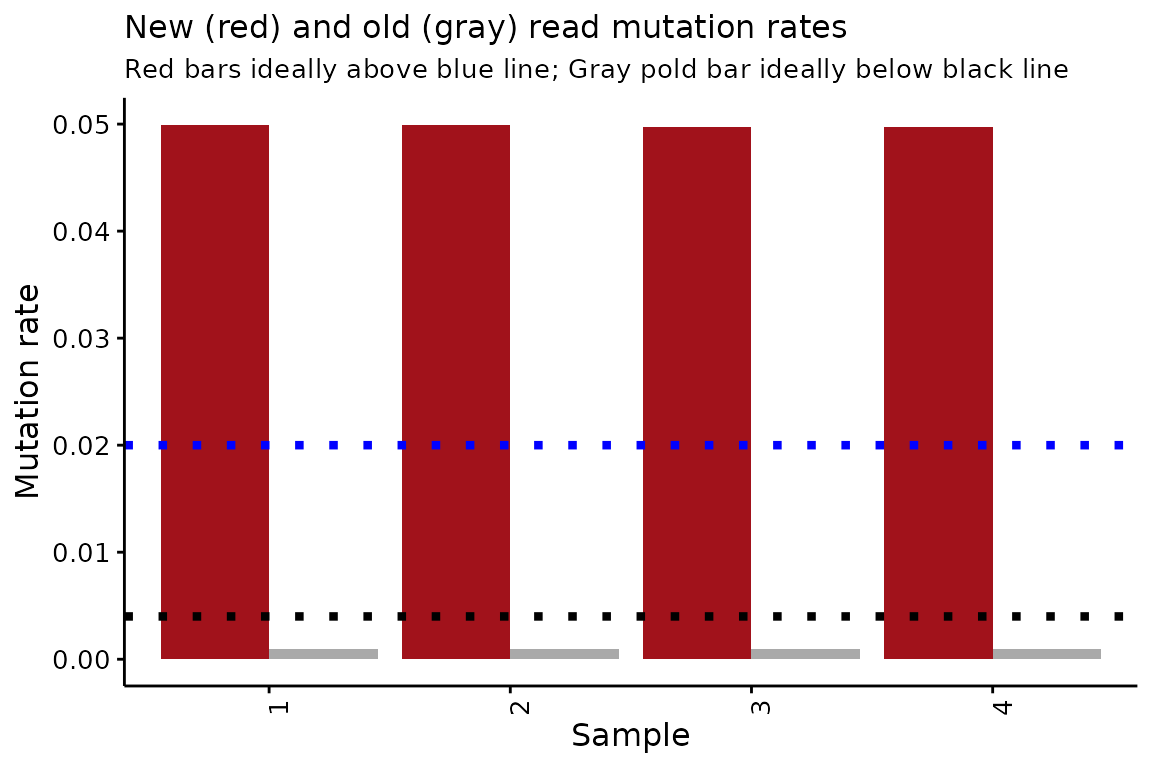 New (red) and old (gray) read mutation rates
Red bars ideally above blue line; Gray pold bar ideally below black line
0.05
0.04
0.03
0.02
0.01
0.00
Mutation rate
1
2
3
4
Sample